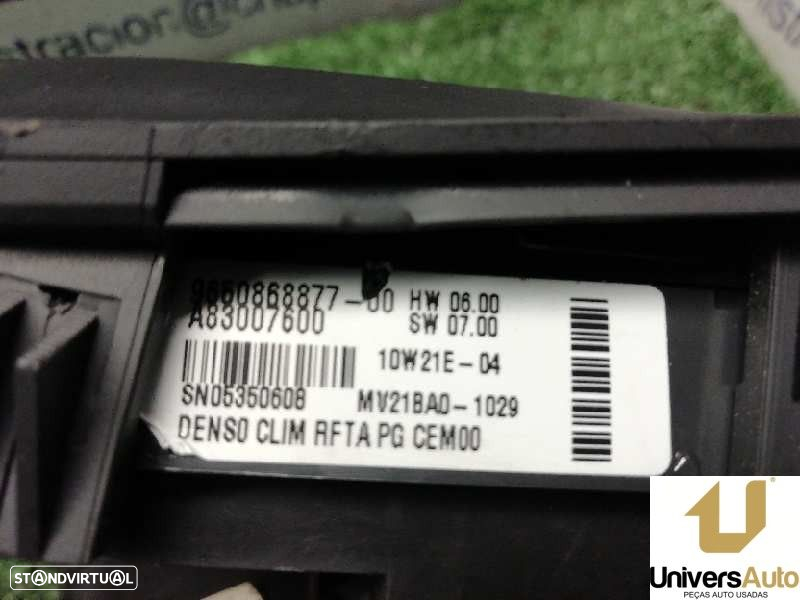 9660868877-00 HW 06.00
A83007600 SW 07.00
10W21E-04
SN05350608 MV21BA0-1029
DENSO CLIM RFTA PG CEM00
STANDVIRTUAL
UniversAuto
PEÇAS AUTO USADAS